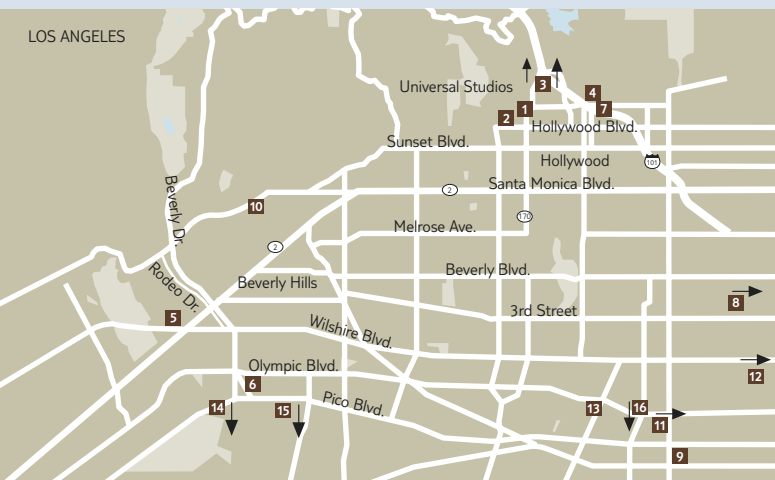 LOS ANGELES
Universal Studios
3
4
1
7
2
Hollywood Blvd.
Sunset Blvd.
Hollywood
101
Santa Monica Blvd.
2
10
170
Beverly Dr.
Melrose Ave.
2
Beverly Blvd.
Rodeo Dr.
Beverly Hills
8
3rd Street
5
Wilshire Blvd.
Olympic Blvd.
12
6
Pico Blvd.
14
15
13
16
11
9